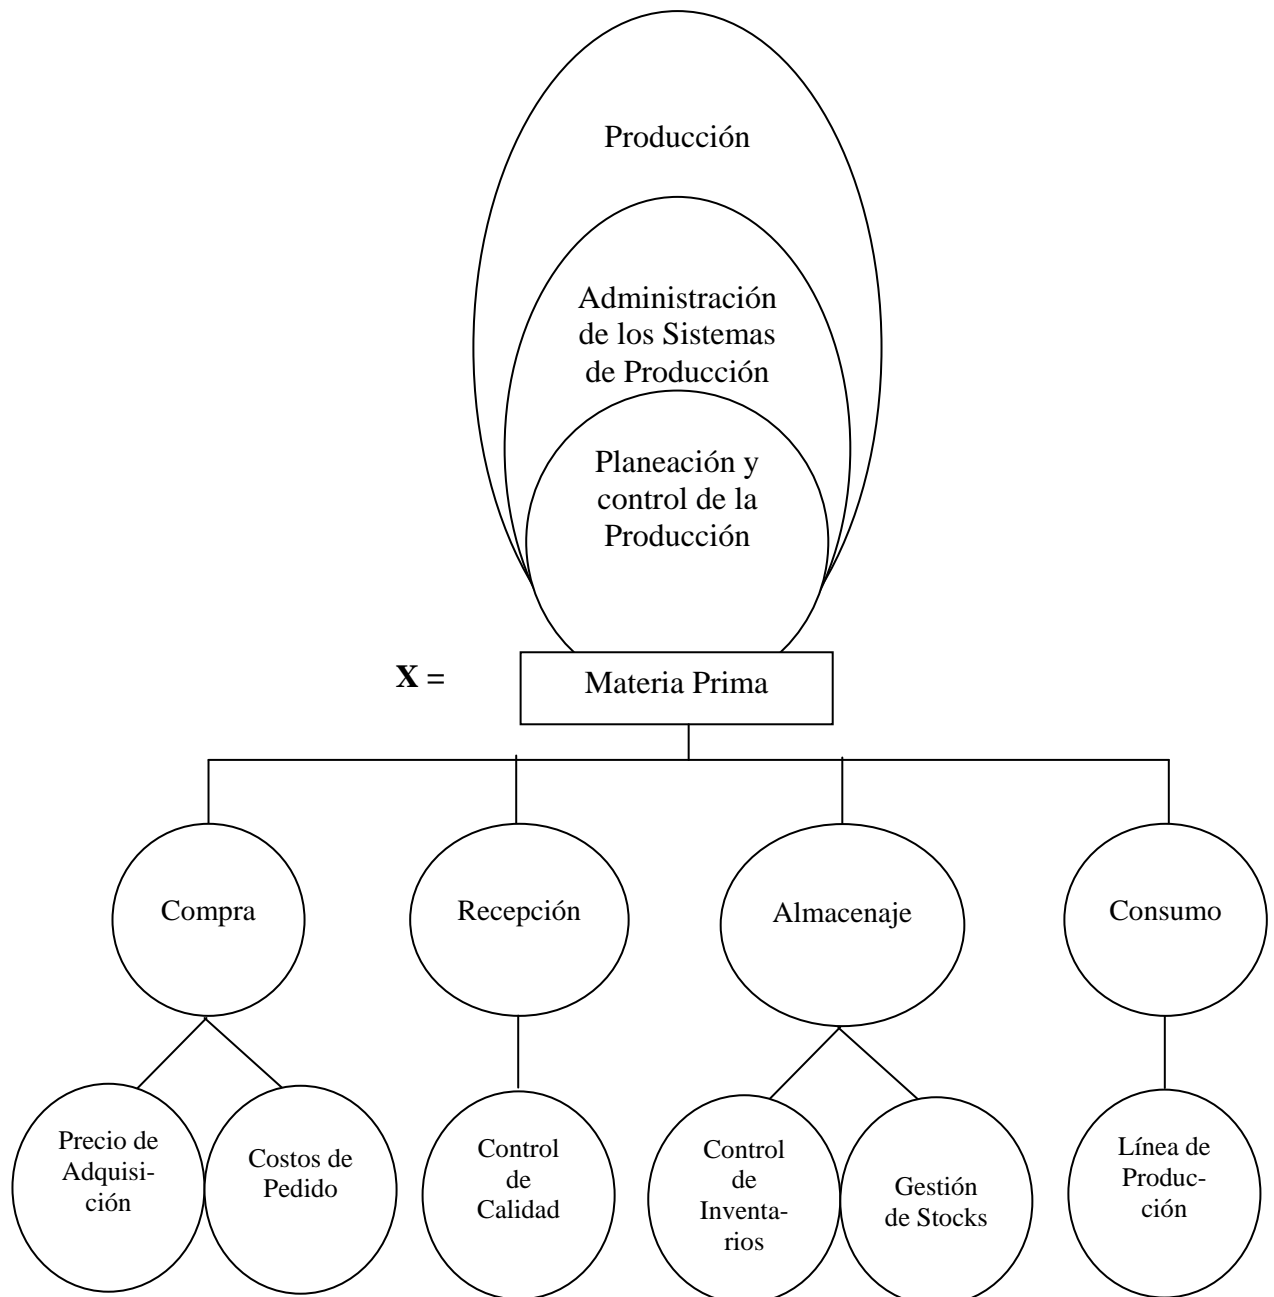 Producción
Administración
de los Sistemas
de Producción
Planeación y
control de la
Producción
X =
Materia Prima
Compra
Recepción
Almacenaje
Consumo
Precio de
Adquisi-
ción
Costos de
Pedido
Control
de
Calidad
Control
de
Inventa-
rios
Gestión
de Stocks
Línea de
Produc-
ción